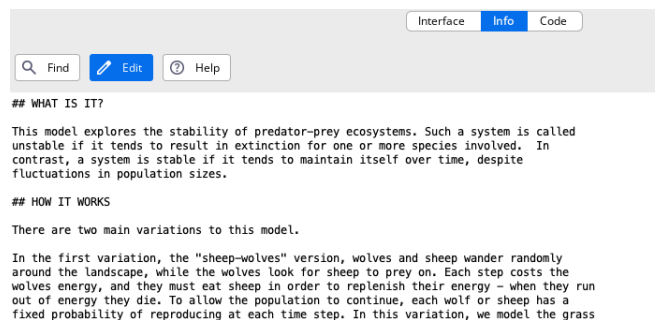 Interface Info Code
Find Edit Help
## WHAT IS IT?
This model explores the stability of predator-prey ecosystems. Such a system is called
unstable if it tends to result in extinction for one or more species involved.  In
contrast, a system is stable if it tends to maintain itself over time, despite
fluctuations in population sizes.
## HOW IT WORKS
There are two main variations to this model.
In the first variation, the "sheep-wolves" version, wolves and sheep wander randomly
around the landscape, while the wolves look for sheep to prey on. Each step costs the
wolves energy, and they must eat sheep in order to replenish their energy - when they run
out of energy they die. To allow the population to continue, each wolf or sheep has a
fixed probability of reproducing at each time step. In this variation, we model the grass